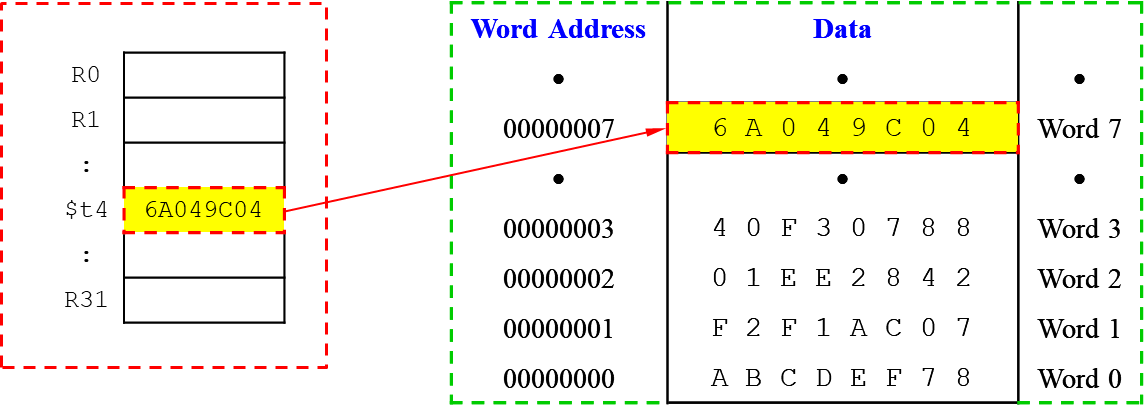 Word Address Data
R0
R1
:
$t4 6A049C04
:
R31
00000007 6 A 0 4 9 C 0 4 Word 7
00000003 4 0 F 3 0 7 8 8 Word 3
00000002 0 1 E E 2 8 4 2 Word 2
00000001 F 2 F 1 A C 0 7 Word 1
00000000 A B C D E F 7 8 Word 0